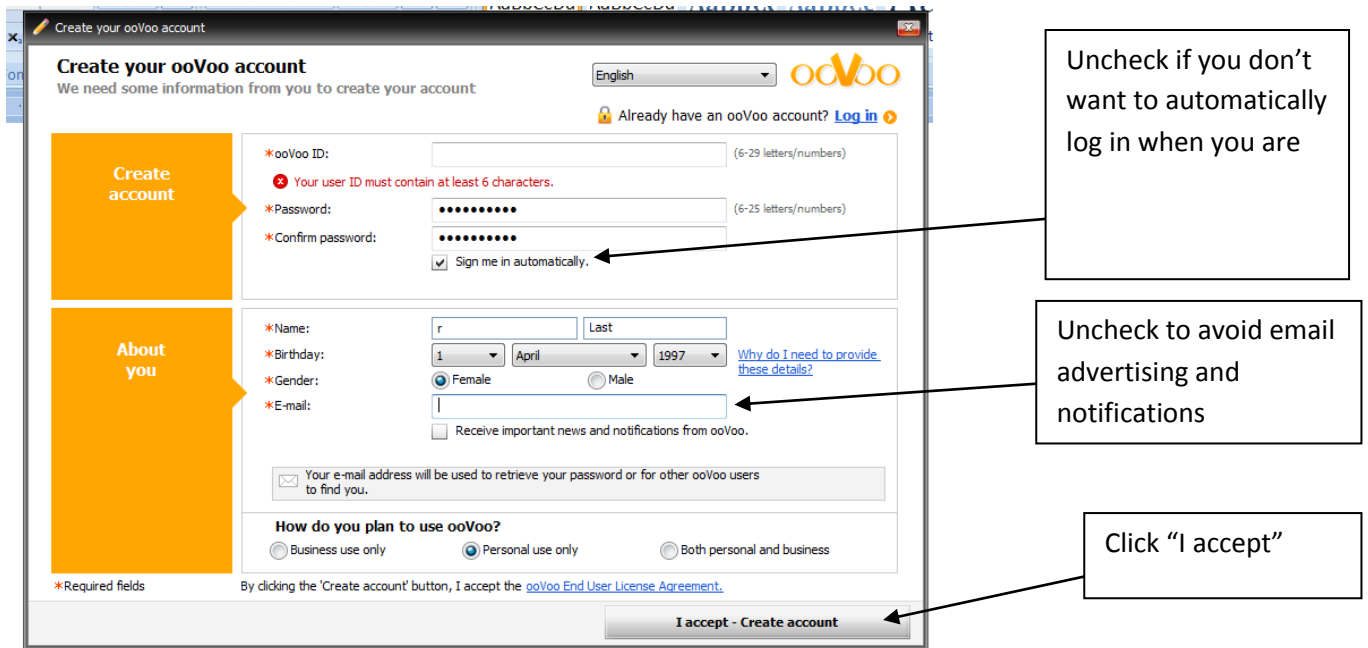 AaBbCcDd AaBbCcDd
Create your ooVoo account
Create your ooVoo account
We need some information from you to create your account
English
ooVoo
Already have an ooVoo account? Log in
Create
account
*ooVoo ID:
(6-29 letters/numbers)
Your user ID must contain at least 6 characters.
*Password:
••••••••••
(6-25 letters/numbers)
*Confirm password:
••••••••••
Sign me in automatically.
About
you
*Name:
r
Last
*Birthday:
1
April
1997
Why do I need to provide
these details?
*Gender:
Female
Male
*E-mail:
Receive important news and notifications from ooVoo.
Your e-mail address will be used to retrieve your password or for other ooVoo users
to find you.
How do you plan to use ooVoo?
Business use only
Personal use only
Both personal and business
*Required fields
By clicking the 'Create account' button, I accept the ooVoo End User License Agreement.
I accept - Create account
Uncheck if you don’t
want to automatically
log in when you are
Uncheck to avoid email
advertising and
notifications
Click “I accept”